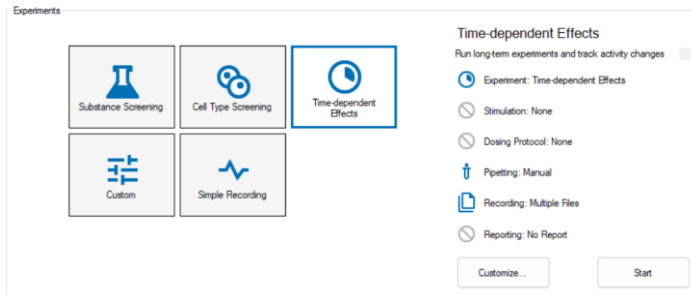 Experiments
Substance Screening
Cell Type Screening
Time-dependent
Effects
Custom
Simple Recording
Time-dependent Effects
Run long-term experiments and track activity changes
Experiment: Time-dependent Effects
Stimulation: None
Dosing Protocol: None
Pipetting: Manual
Recording: Multiple Files
Reporting: No Report
Customize...
Start